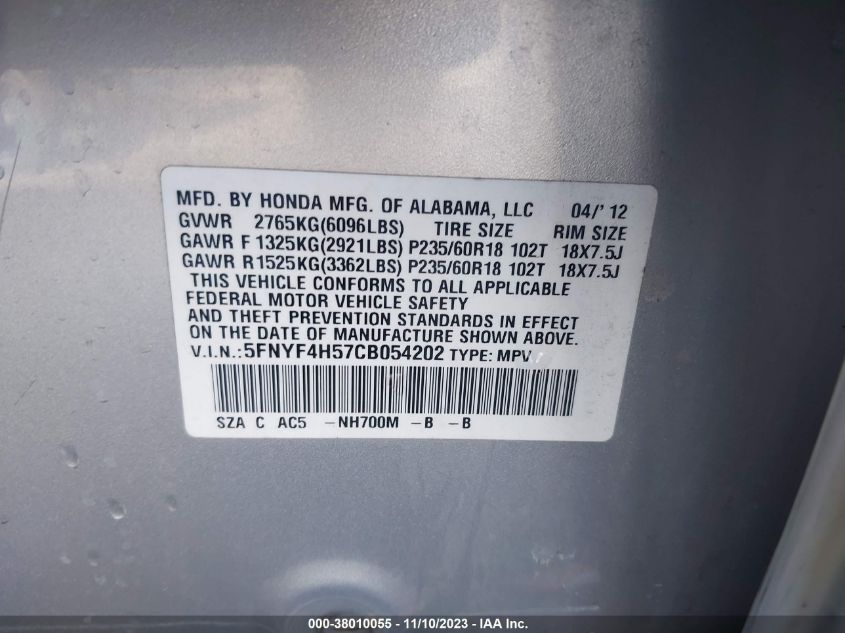 MFD. BY HONDA MFG. OF ALABAMA, LLC 04/' 12
GVWR 2765KG(6096LBS) TIRE SIZE RIM SIZE
GAWR F 1325KG(2921LBS) P235/60R18 102T 18X7.5J
GAWR R1525KG(3362LBS) P235/60R18 102T 18X7.5J
THIS VEHICLE CONFORMS TO ALL APPLICABLE
FEDERAL MOTOR VEHICLE SAFETY
AND THEFT PREVENTION STANDARDS IN EFFECT
ON THE DATE OF MANUFACTURE SHOWN ABOVE.
V.I.N.:5FNYF4H57CB054202 TYPE: MPV
SZA C AC5 -NH700M -B -B
000-38010055 - 11/10/2023 - IAA Inc.